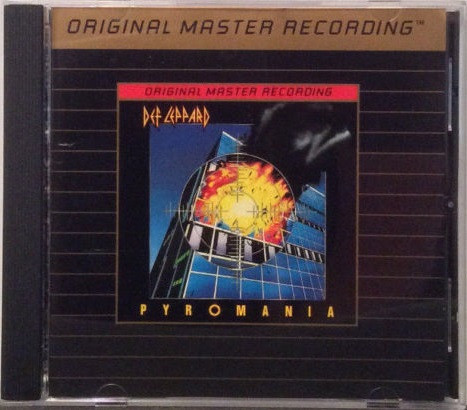 ORIGINAL MASTER RECORDING™
ORIGINAL MASTER RECORDING
DEF LEPPARD
PYROMANIA